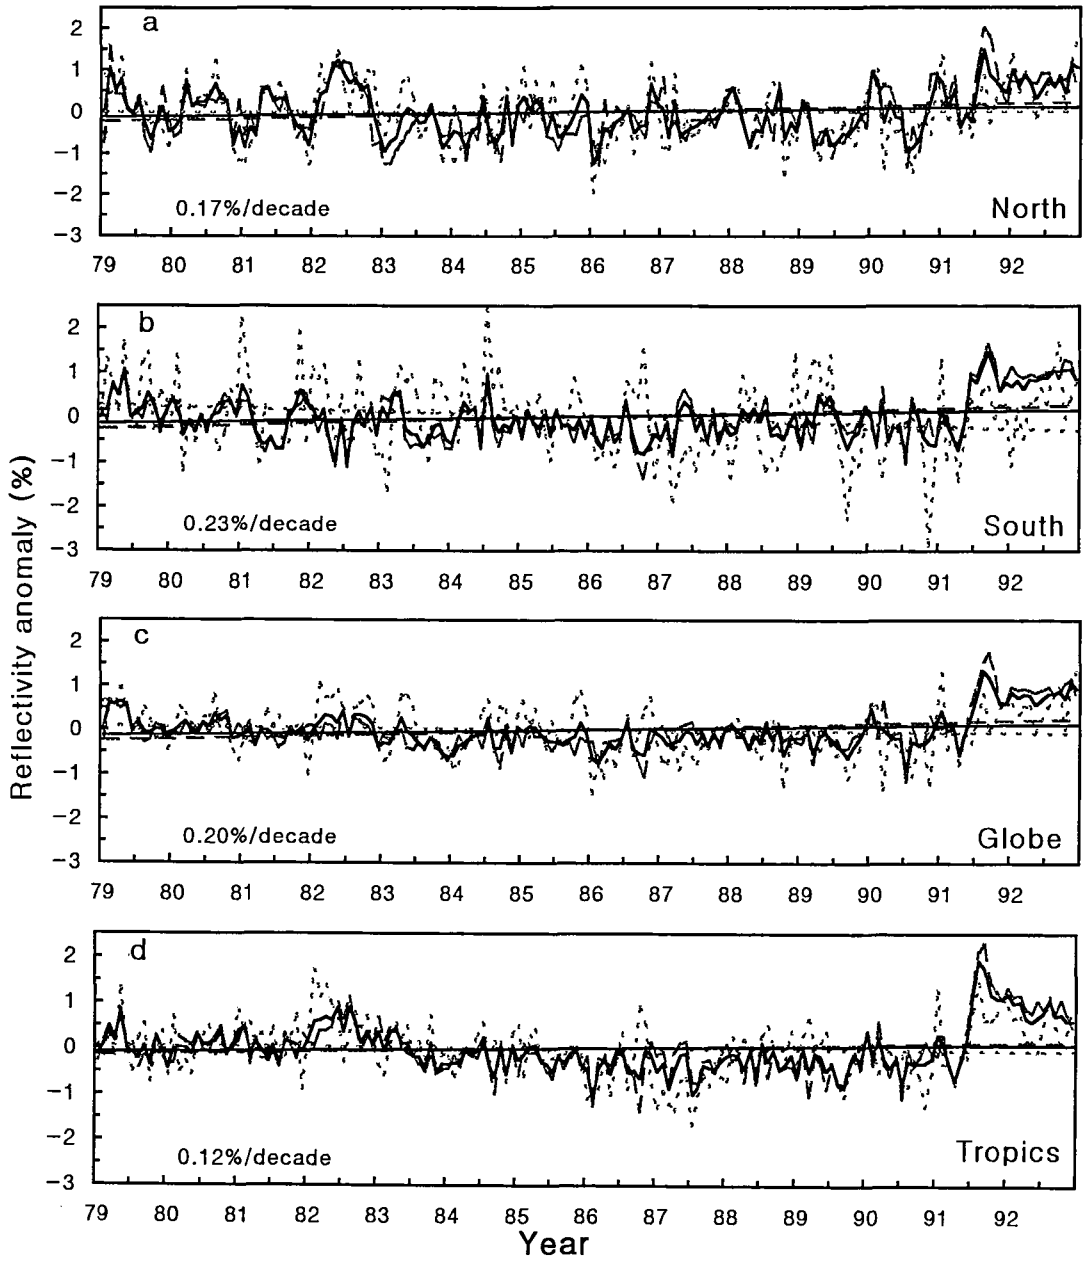 Reflectivity anomaly (%)
a
2
1
0
−1
−2
−3
0.17%/decade
North
79 80 81 82 83 84 85 86 87 88 89 90 91 92
b
2
1
0
−1
−2
−3
0.23%/decade
South
79 80 81 82 83 84 85 86 87 88 89 90 91 92
c
2
1
0
−1
−2
−3
0.20%/decade
Globe
79 80 81 82 83 84 85 86 87 88 89 90 91 92
d
2
1
0
−1
−2
−3
0.12%/decade
Tropics
79 80 81 82 83 84 85 86 87 88 89 90 91 92
Year